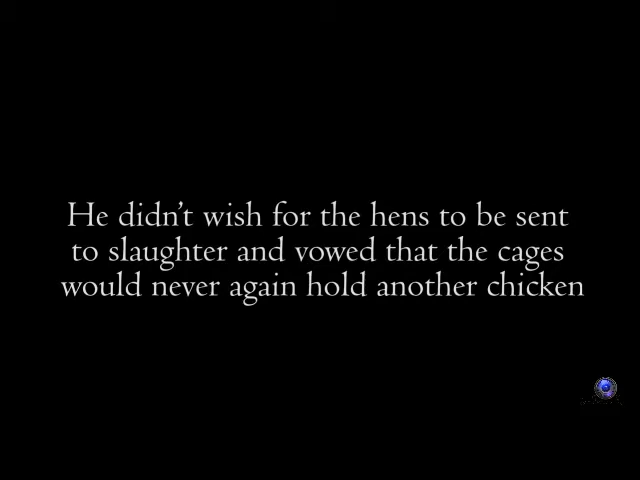 He didn't wish for the hens to be sent
to slaughter and vowed that the cages
would never again hold another chicken